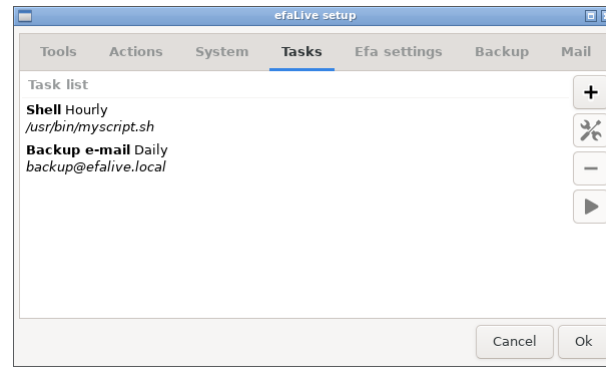 efaLive setup
Tools Actions System Tasks Efa settings Backup Mail
Task list
Shell Hourly
/usr/bin/myscript.sh
Backup e-mail Daily
backup@efalive.local
Cancel Ok